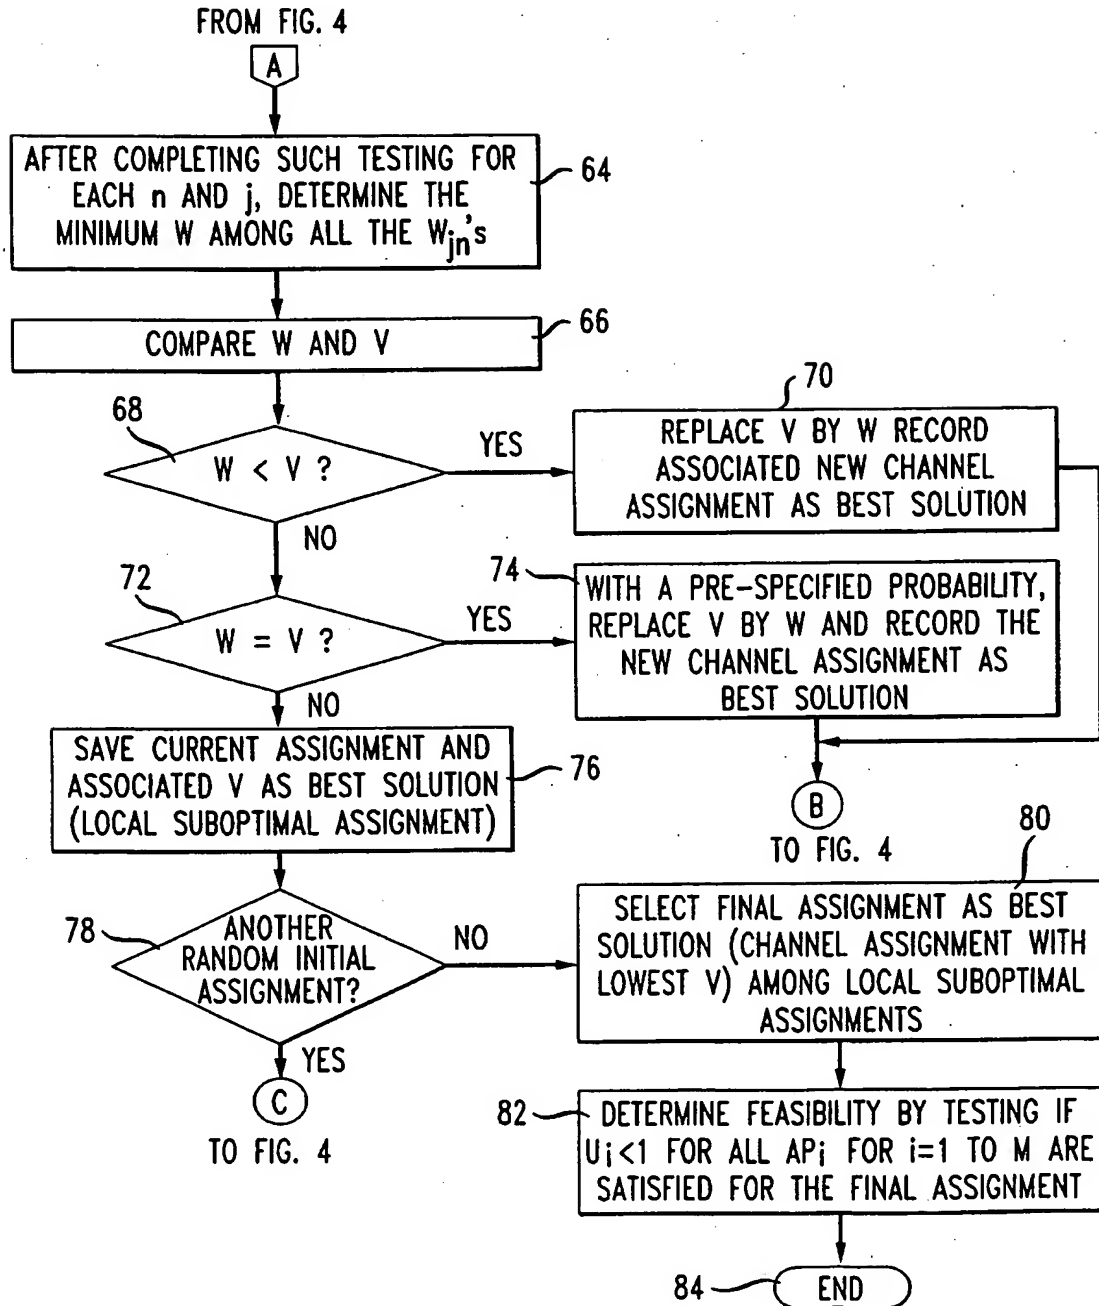 FROM FIG. 4
A
AFTER COMPLETING SUCH TESTING FOR
EACH n AND j, DETERMINE THE
MINIMUM W AMONG ALL THE Wjn's
64
COMPARE W AND V
66
68
W < V ?
YES
NO
70
REPLACE V BY W RECORD
ASSOCIATED NEW CHANNEL
ASSIGNMENT AS BEST SOLUTION
72
W = V ?
YES
NO
74
WITH A PRE-SPECIFIED PROBABILITY,
REPLACE V BY W AND RECORD THE
NEW CHANNEL ASSIGNMENT AS
BEST SOLUTION
B
TO FIG. 4
SAVE CURRENT ASSIGNMENT AND
ASSOCIATED V AS BEST SOLUTION
(LOCAL SUBOPTIMAL ASSIGNMENT)
76
78
ANOTHER
RANDOM INITIAL
ASSIGNMENT?
NO
YES
C
TO FIG. 4
80
SELECT FINAL ASSIGNMENT AS BEST
SOLUTION (CHANNEL ASSIGNMENT WITH
LOWEST V) AMONG LOCAL SUBOPTIMAL
ASSIGNMENTS
82
DETERMINE FEASIBILITY BY TESTING IF
Ui<1 FOR ALL APi FOR i=1 TO M ARE
SATISFIED FOR THE FINAL ASSIGNMENT
84
END